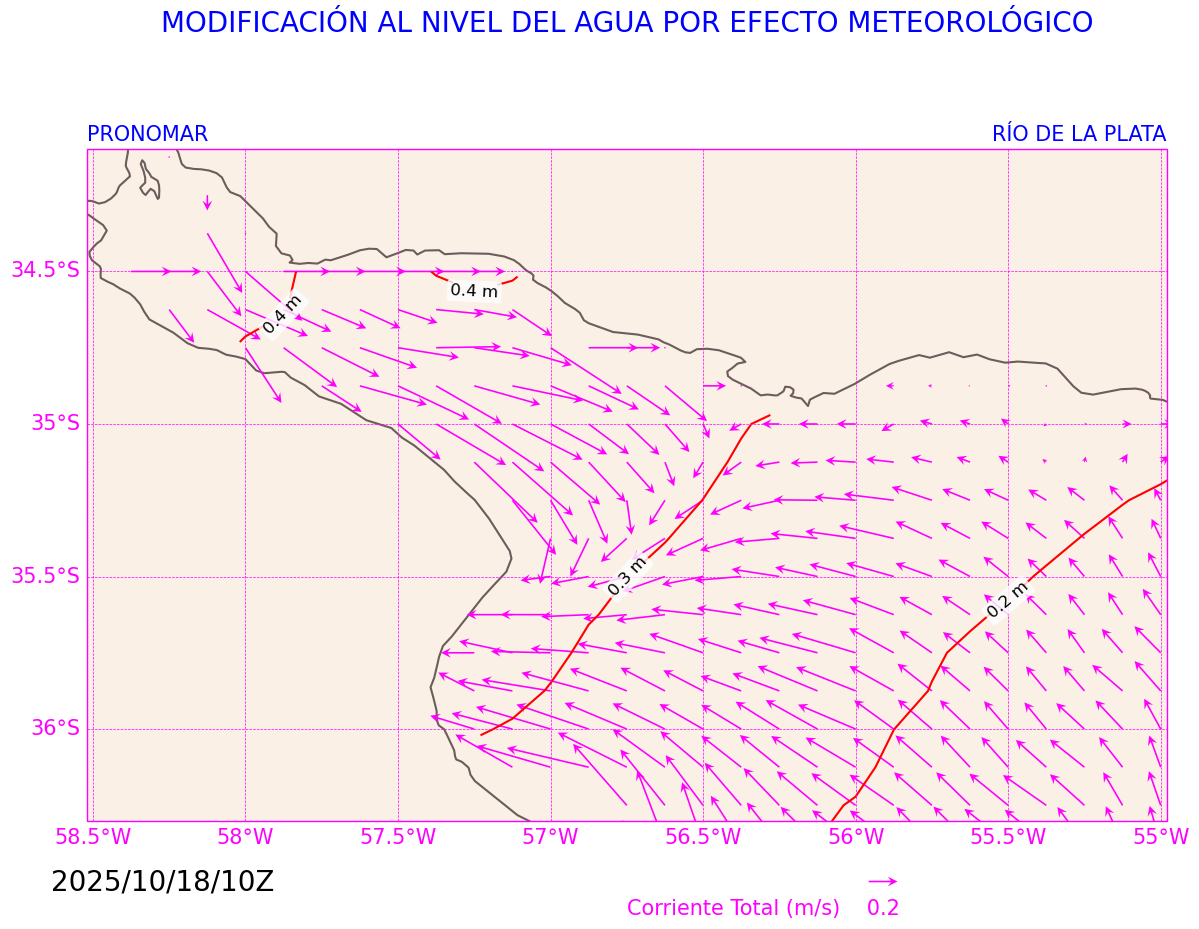 MODIFICACIÓN AL NIVEL DEL AGUA POR EFECTO METEOROLÓGICO
PRONOMAR RÍO DE LA PLATA
34.5°S
0.4 m
0.4 m
35°S
35.5°S
0.3 m
0.2 m
36°S
58.5°W 58°W 57.5°W 57°W 56.5°W 56°W 55.5°W 55°W
2025/10/18/10Z
Corriente Total (m/s) 0.2